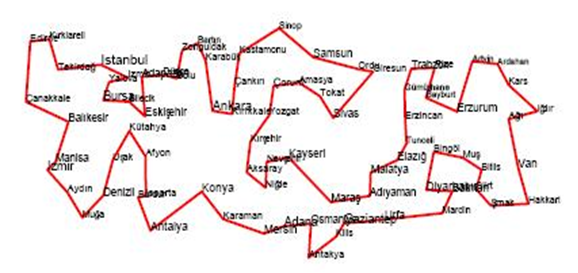 Sinop
Edirne
Kırklareli
Bartın
Zonguldak
Kastamonu
Karabük
Samsun
İstanbul
Tekirdağ
Ordu
Giresun
Trabzon
Rize
Artvin
Ardahan
Yalova
Düzce
Bolu
Çankırı
Çorum
Amasya
Tokat
Kars
Gümüşhane
Bayburt
Çanakkale
Bursa
Bilecik
Eskişehir
Ankara
Kırıkkale
Yozgat
Sivas
Erzincan
Erzurum
Iğdır
Ağrı
Balıkesir
Kütahya
Kırşehir
Tunceli
Manisa
İzmir
Uşak
Afyon
Nevşehir
Kayseri
Aksaray
Niğde
Malatya
Elazığ
Bingöl
Muş
Bitlis
Van
Aydın
Denizli
Isparta
Konya
Maraş
Adıyaman
Diyarbakır
Muğla
Antalya
Karaman
Mersin
Adana
Osmaniye
Gaziantep
Urfa
Mardin
Şırnak
Hakkari
Kilis
Antakya